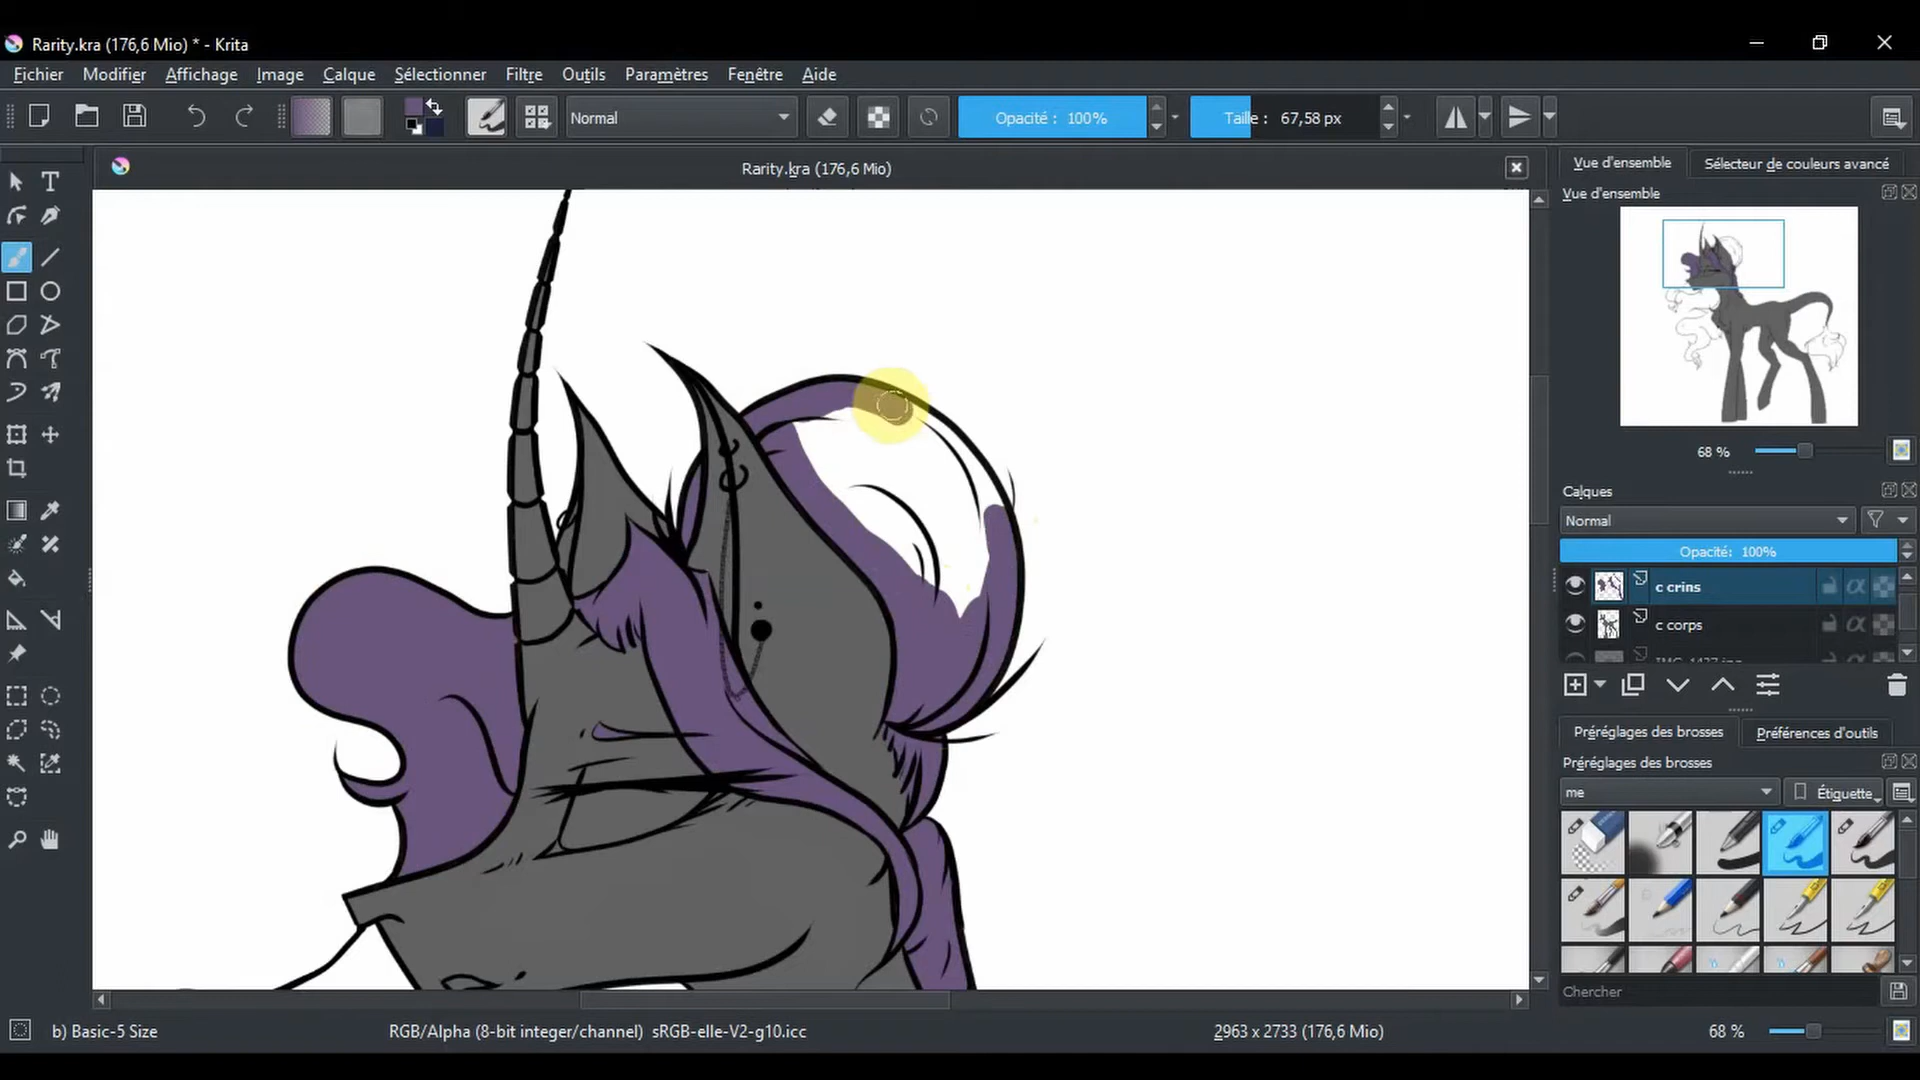 Rarity.kra (176,6 Mio) * - Krita
Fichier Modifier Affichage Image Calque Sélectionner Filtre Outils Paramètres Fenêtre Aide
Normal Opacité : 100% Taille : 67,58 px
Rarity.kra (176,6 Mio)
Vue d'ensemble Sélecteur de couleurs avancé
Vue d'ensemble
68 %
Calques
Normal
Opacité: 100%
c crins
c corps
Préréglages des brosses Préférences d'outils
Préréglages des brosses
me Étiquette
Chercher
b) Basic-5 Size RGB/Alpha (8-bit integer/channel) sRGB-elle-V2-g10.icc 2963 x 2733 (176,6 Mio) 68 %